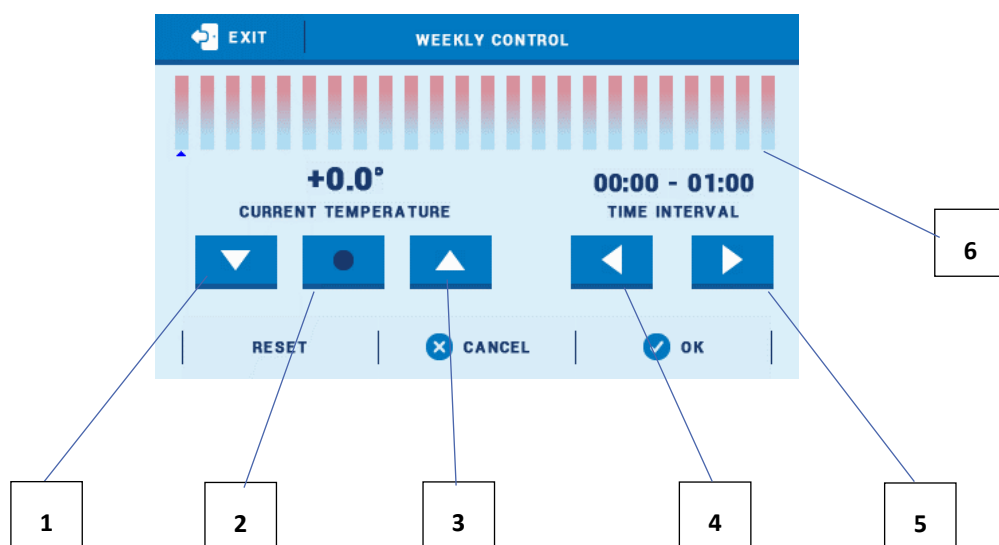 EXIT
WEEKLY CONTROL
+0.0°
00:00 - 01:00
CURRENT TEMPERATURE
TIME INTERVAL
6
RESET
CANCEL
OK
1
2
3
4
5